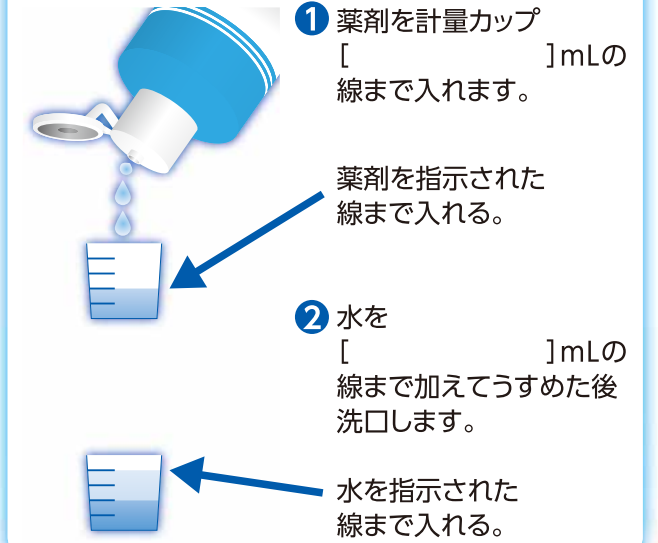 1 薬剤を計量カップ
[ ]mLの
線まで入れます。
薬剤を指示された
線まで入れる。
2 水を
[ ]mLの
線まで加えてうすめた後
洗口します。
水を指示された
線まで入れる。